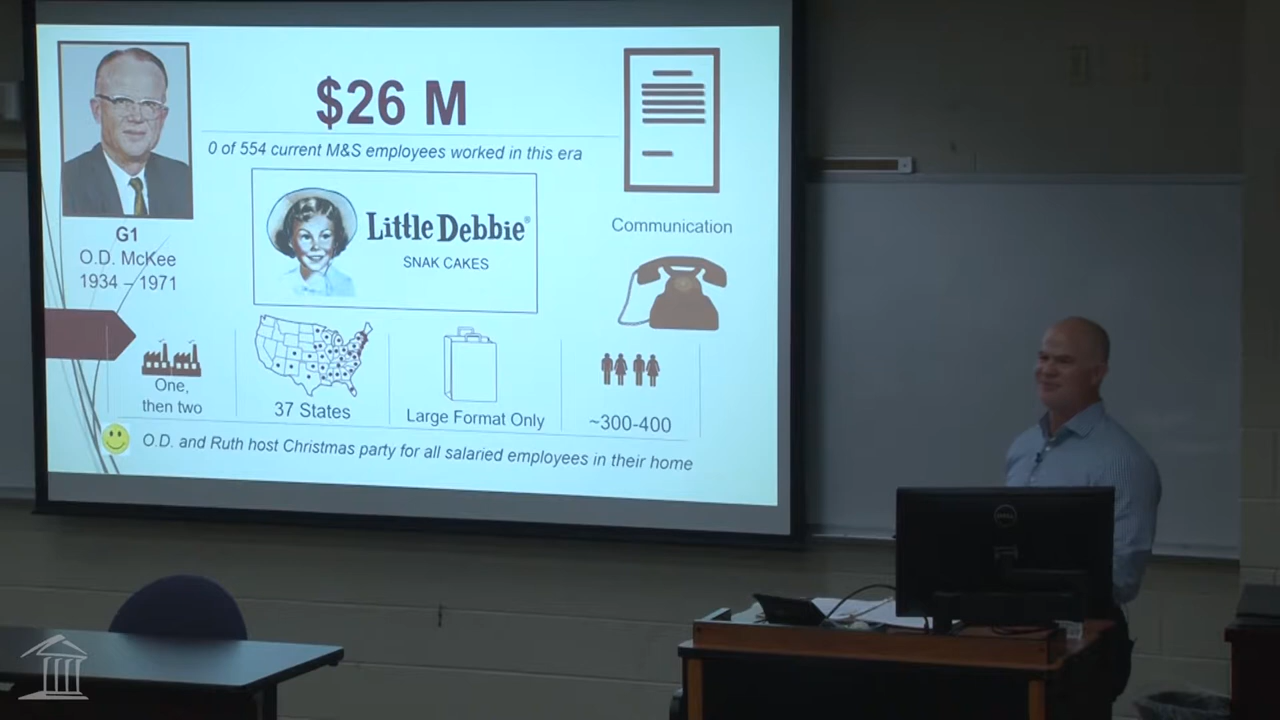 $26 M
0 of 554 current M&S employees worked in this era
G1
O.D. McKee
1934 – 1971
Little Debbie®
SNAK CAKES
Communication
One,
then two
37 States
Large Format Only
~300-400
O.D. and Ruth host Christmas party for all salaried employees in their home
DELL